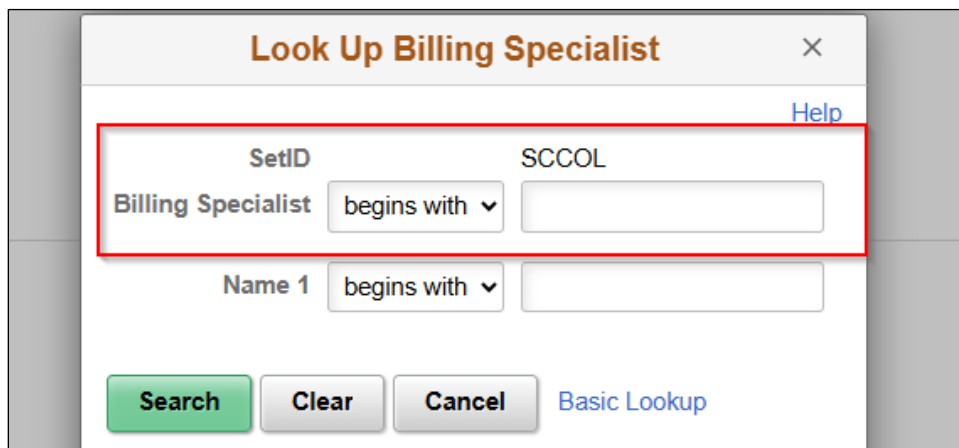 Look Up Billing Specialist ×
Help
SetID SCCOL
Billing Specialist begins with
Name 1 begins with
Search Clear Cancel Basic Lookup